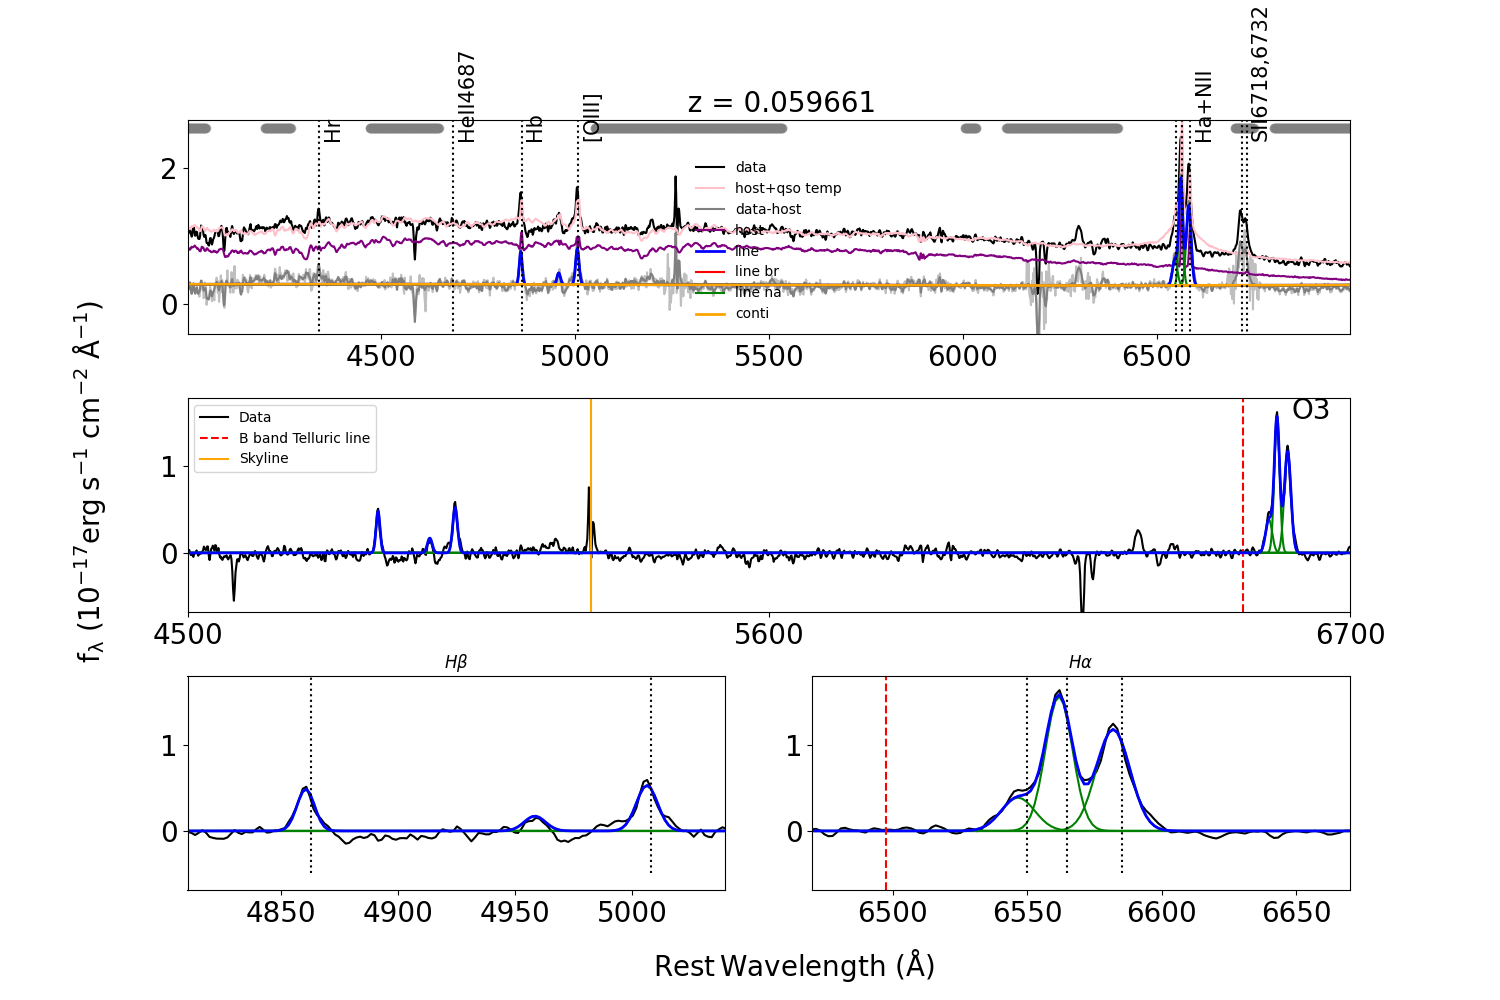 z = 0.059661
Hr
HeII4687
Hb
[OIII]
Ha+NII
SII6718,6732
data
host+qso temp
data-host
host
line
line br
line na
conti
2
0
4500 5000 5500 6000 6500
Data
B band Telluric line
Skyline
O3
1
0
4500 5600 6700
fλ (10⁻¹⁷erg s⁻¹ cm⁻² Å⁻¹)
Hβ
1
0
4850 4900 4950 5000
Hα
1
0
6500 6550 6600 6650
Rest Wavelength (Å)